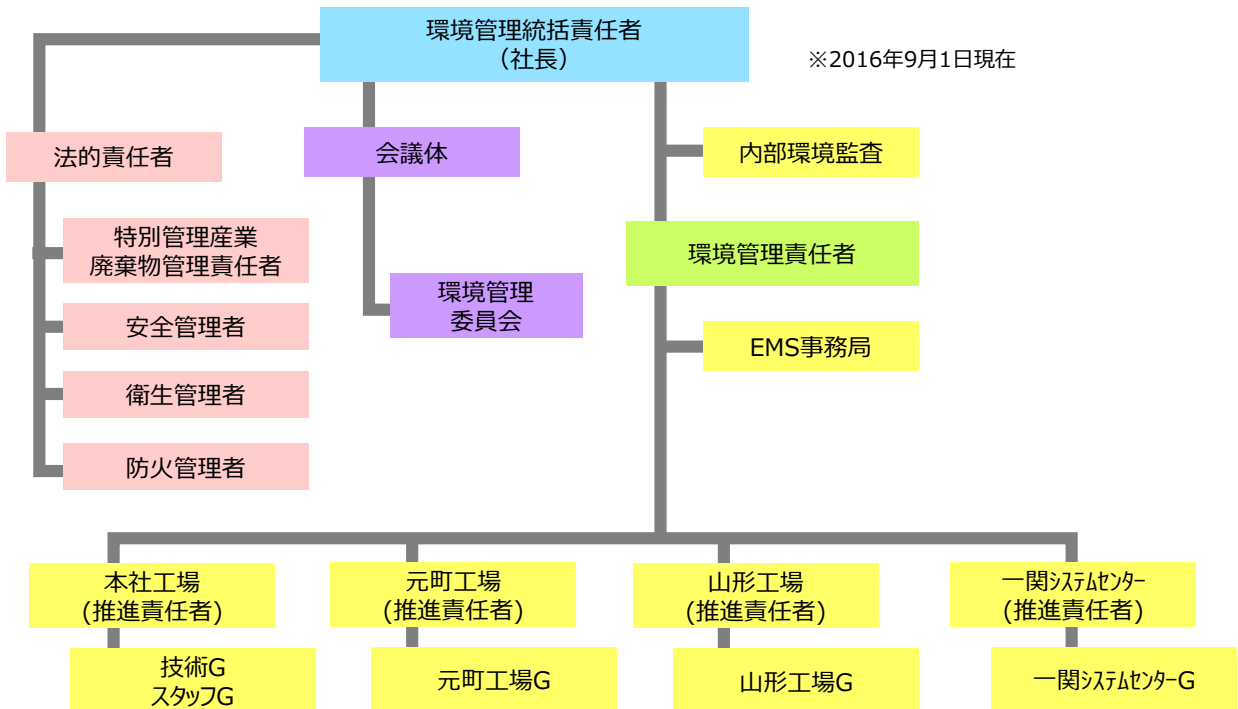 環境管理統括責任者
（社長）
※2016年9月1日現在
法的責任者
会議体
内部環境監査
特別管理産業
廃棄物管理責任者
環境管理責任者
環境管理
委員会
安全管理者
EMS事務局
衛生管理者
防火管理者
本社工場
(推進責任者)
元町工場
(推進責任者)
山形工場
(推進責任者)
一関ｼｽﾃﾑｾﾝﾀｰ
(推進責任者)
技術G
スタッフG
元町工場G
山形工場G
一関ｼｽﾃﾑｾﾝﾀｰG